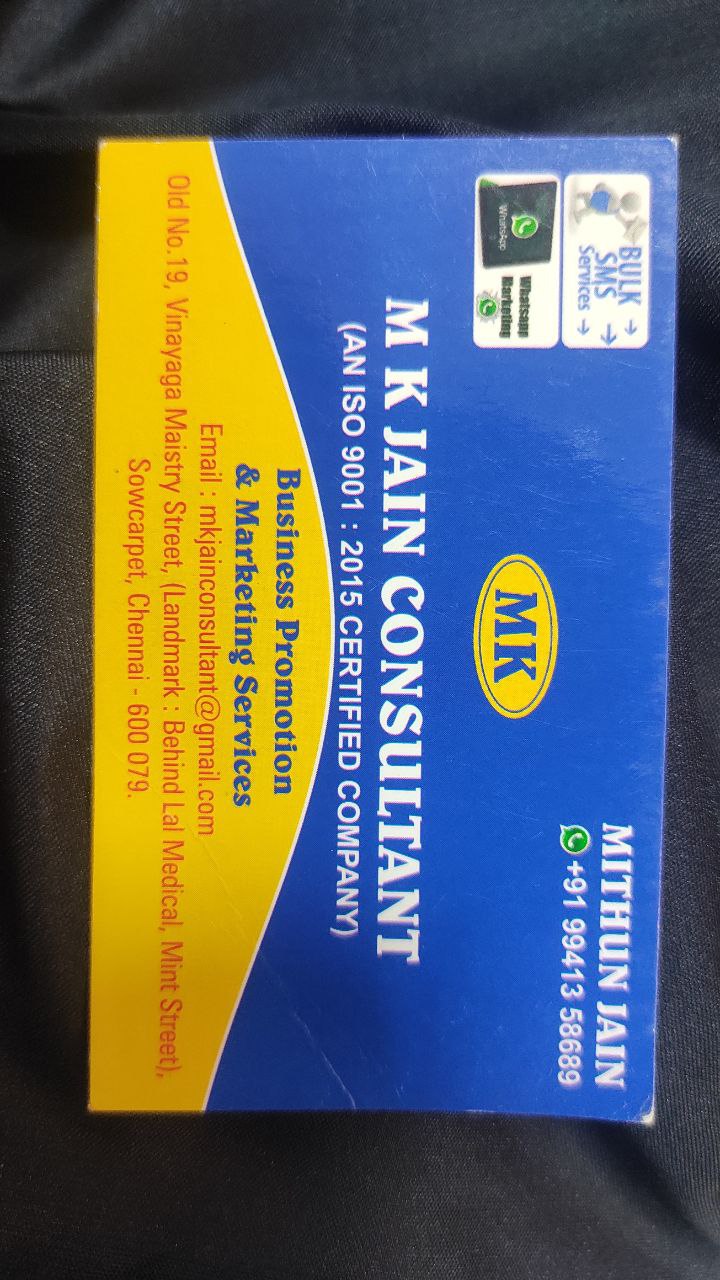 BULK
SMS
Services
WhatsApp
Whatsapp
Marketing
MITHUN JAIN
+91 99413 58689
MK
M K JAIN CONSULTANT
(AN ISO 9001 : 2015 CERTIFIED COMPANY)
Business Promotion
& Marketing Services
Email : mkjainconsultant@gmail.com
Old No.19, Vinayaga Maistry Street, (Landmark : Behind Lal Medical, Mint Street),
Sowcarpet, Chennai - 600 079.